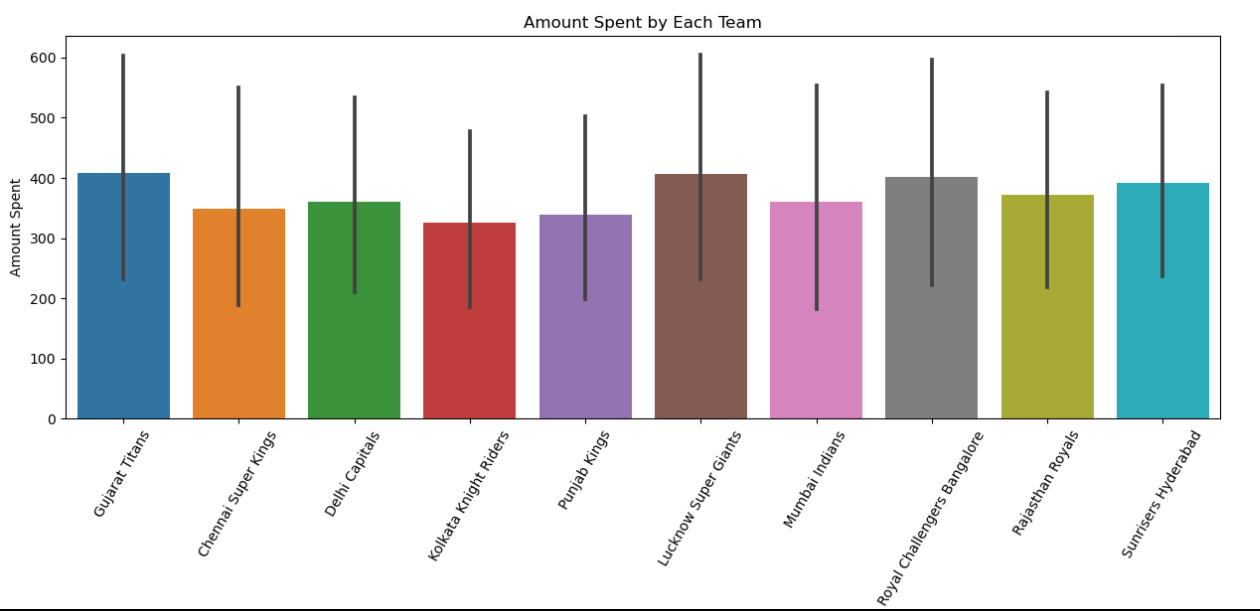 Amount Spent by Each Team
Amount Spent
600
500
400
300
200
100
0
Gujarat Titans
Chennai Super Kings
Delhi Capitals
Kolkata Knight Riders
Punjab Kings
Lucknow Super Giants
Mumbai Indians
Royal Challengers Bangalore
Rajasthan Royals
Sunrisers Hyderabad